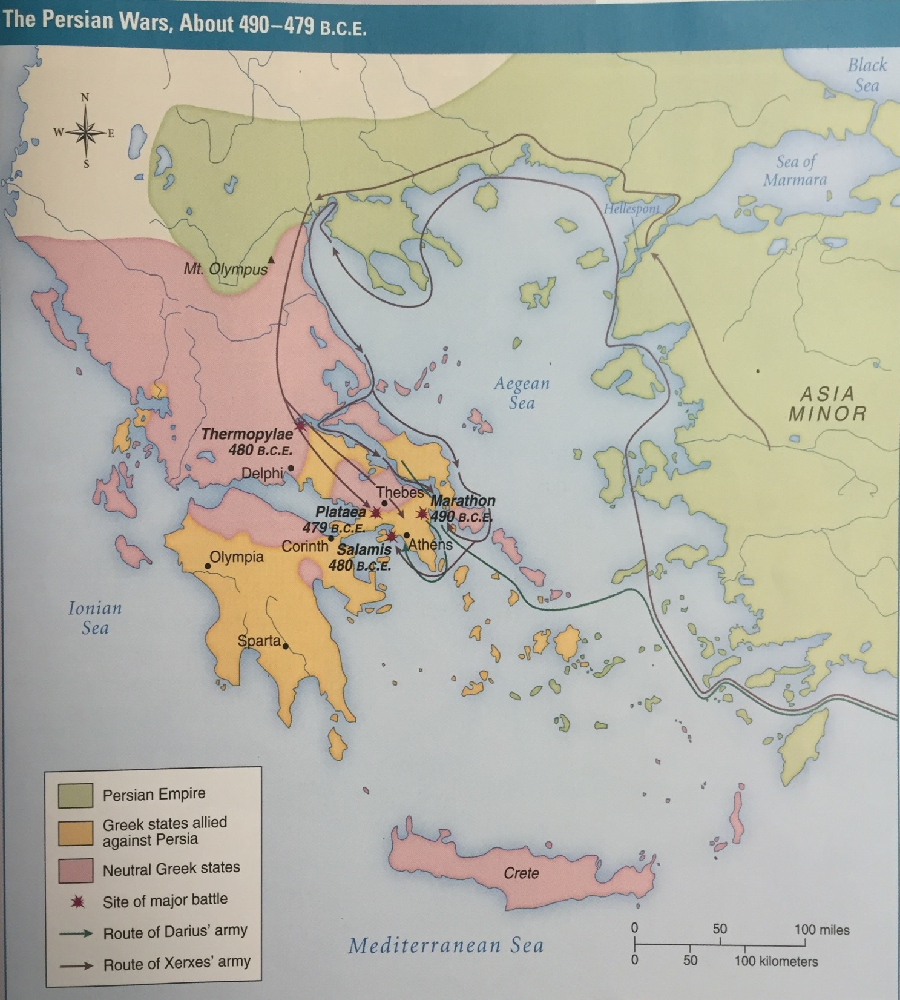 The Persian Wars, About 490–479 B.C.E.
Black
Sea
N
W
E
S
Sea of
Marmara
Hellespont
Mt. Olympus
Aegean
Sea
ASIA
MINOR
Thermopylae
480 B.C.E.
Delphi
Thebes
Marathon
490 B.C.E.
Plataea
479 B.C.E.
Corinth
Salamis
480 B.C.E.
Athens
Olympia
Ionian
Sea
Sparta
Persian Empire
Greek states allied
against Persia
Neutral Greek states
Site of major battle
Route of Darius' army
Route of Xerxes' army
Crete
Mediterranean Sea
0 50 100 miles
0 50 100 kilometers